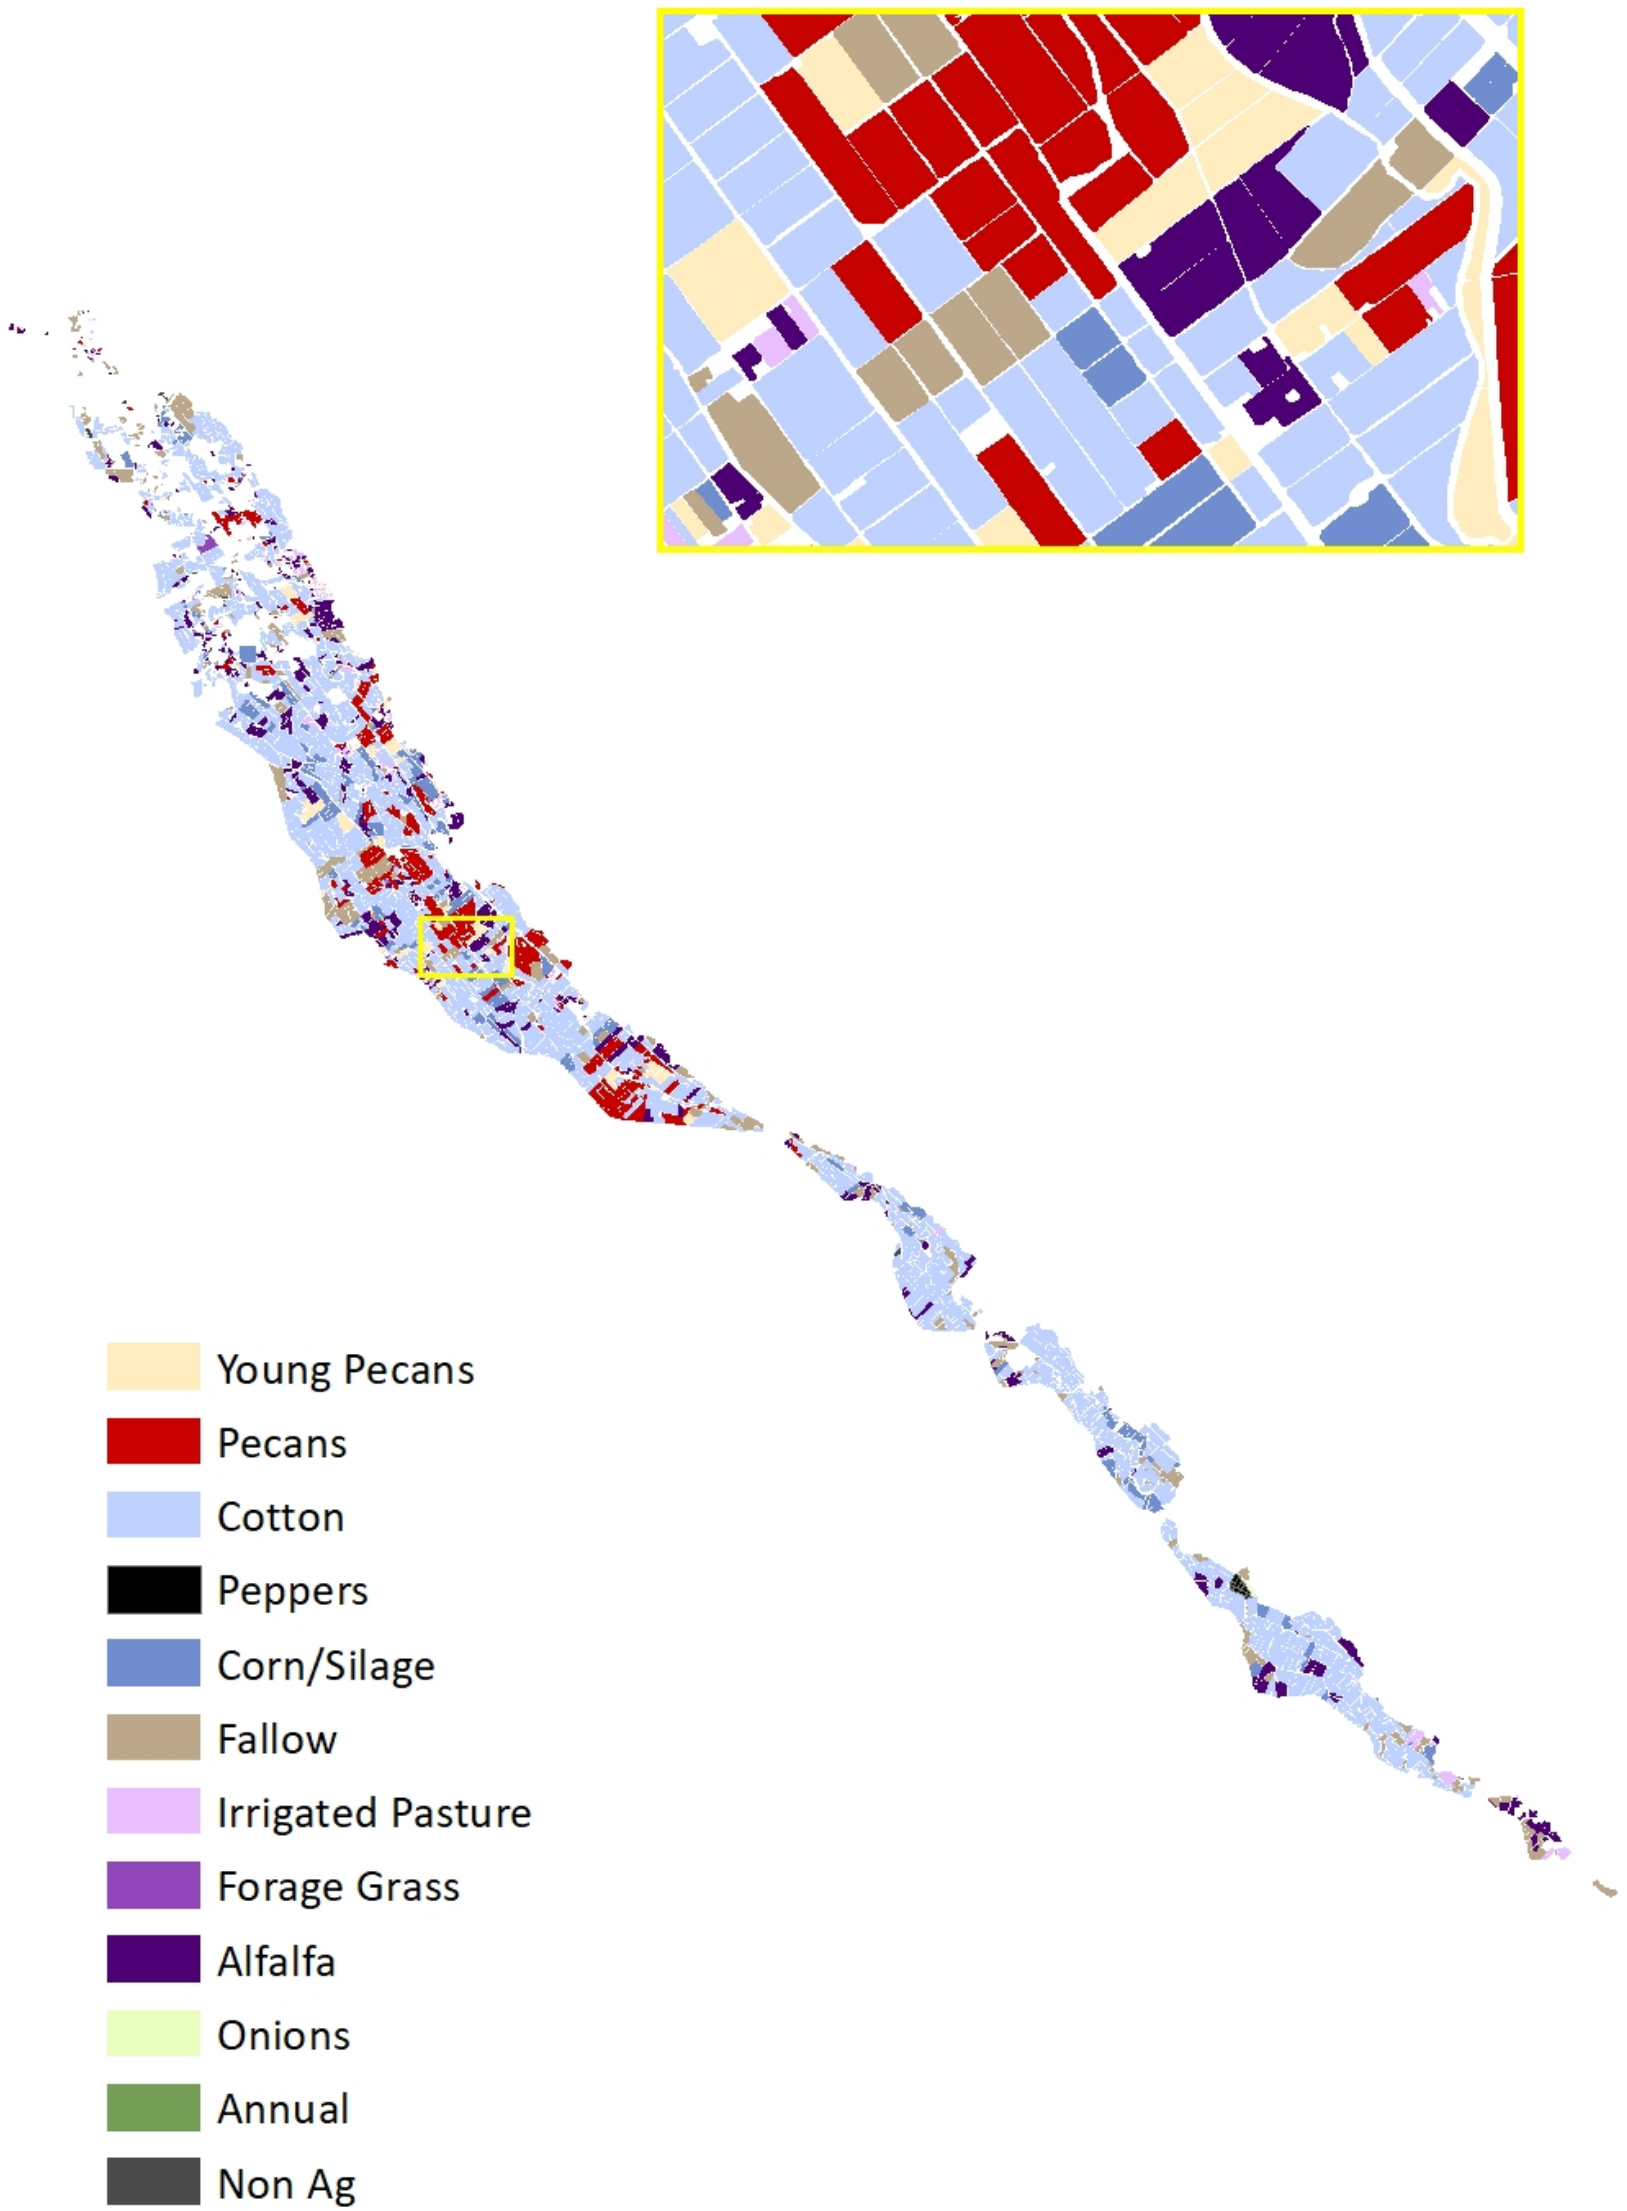 Young Pecans
Pecans
Cotton
Peppers
Corn/Silage
Fallow
Irrigated Pasture
Forage Grass
Alfalfa
Onions
Annual
Non Ag